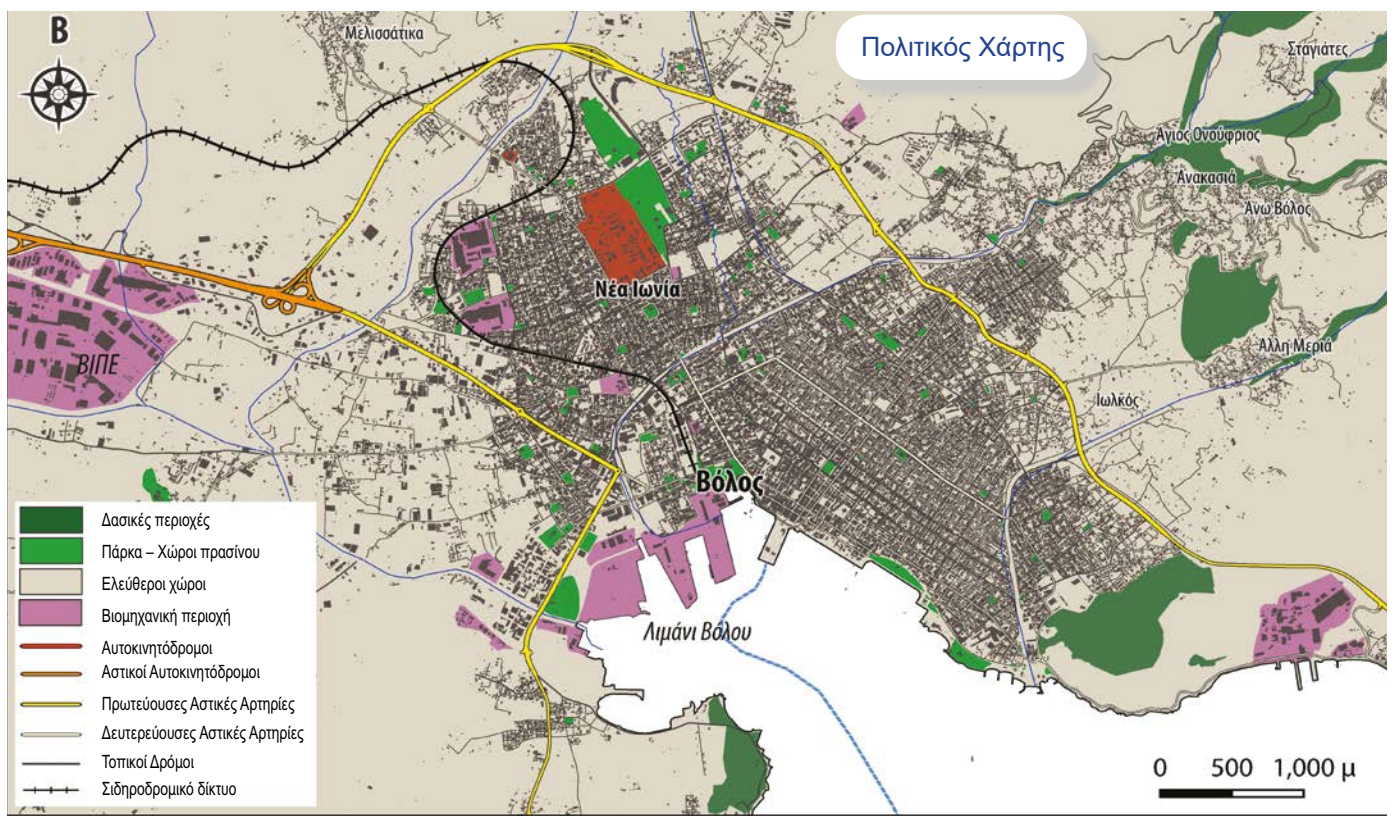 Β
Μελισσάτικα
Πολιτικός Χάρτης
Σταγιάτες
Άγιος Ονούφριος
Ανακασιά
Άνω Βόλος
Νέα Ιωνία
ΒΙΠΕ
Άλλη Μεριά
Ιωλκός
Βόλος
Λιμάνι Βόλου
Δασικές περιοχές
Πάρκα – Χώροι πρασίνου
Ελεύθεροι χώροι
Βιομηχανική περιοχή
Αυτοκινητόδρομοι
Αστικοί Αυτοκινητόδρομοι
Πρωτεύουσες Αστικές Αρτηρίες
Δευτερεύουσες Αστικές Αρτηρίες
Τοπικοί Δρόμοι
Σιδηροδρομικό δίκτυο
0 500 1,000 μ